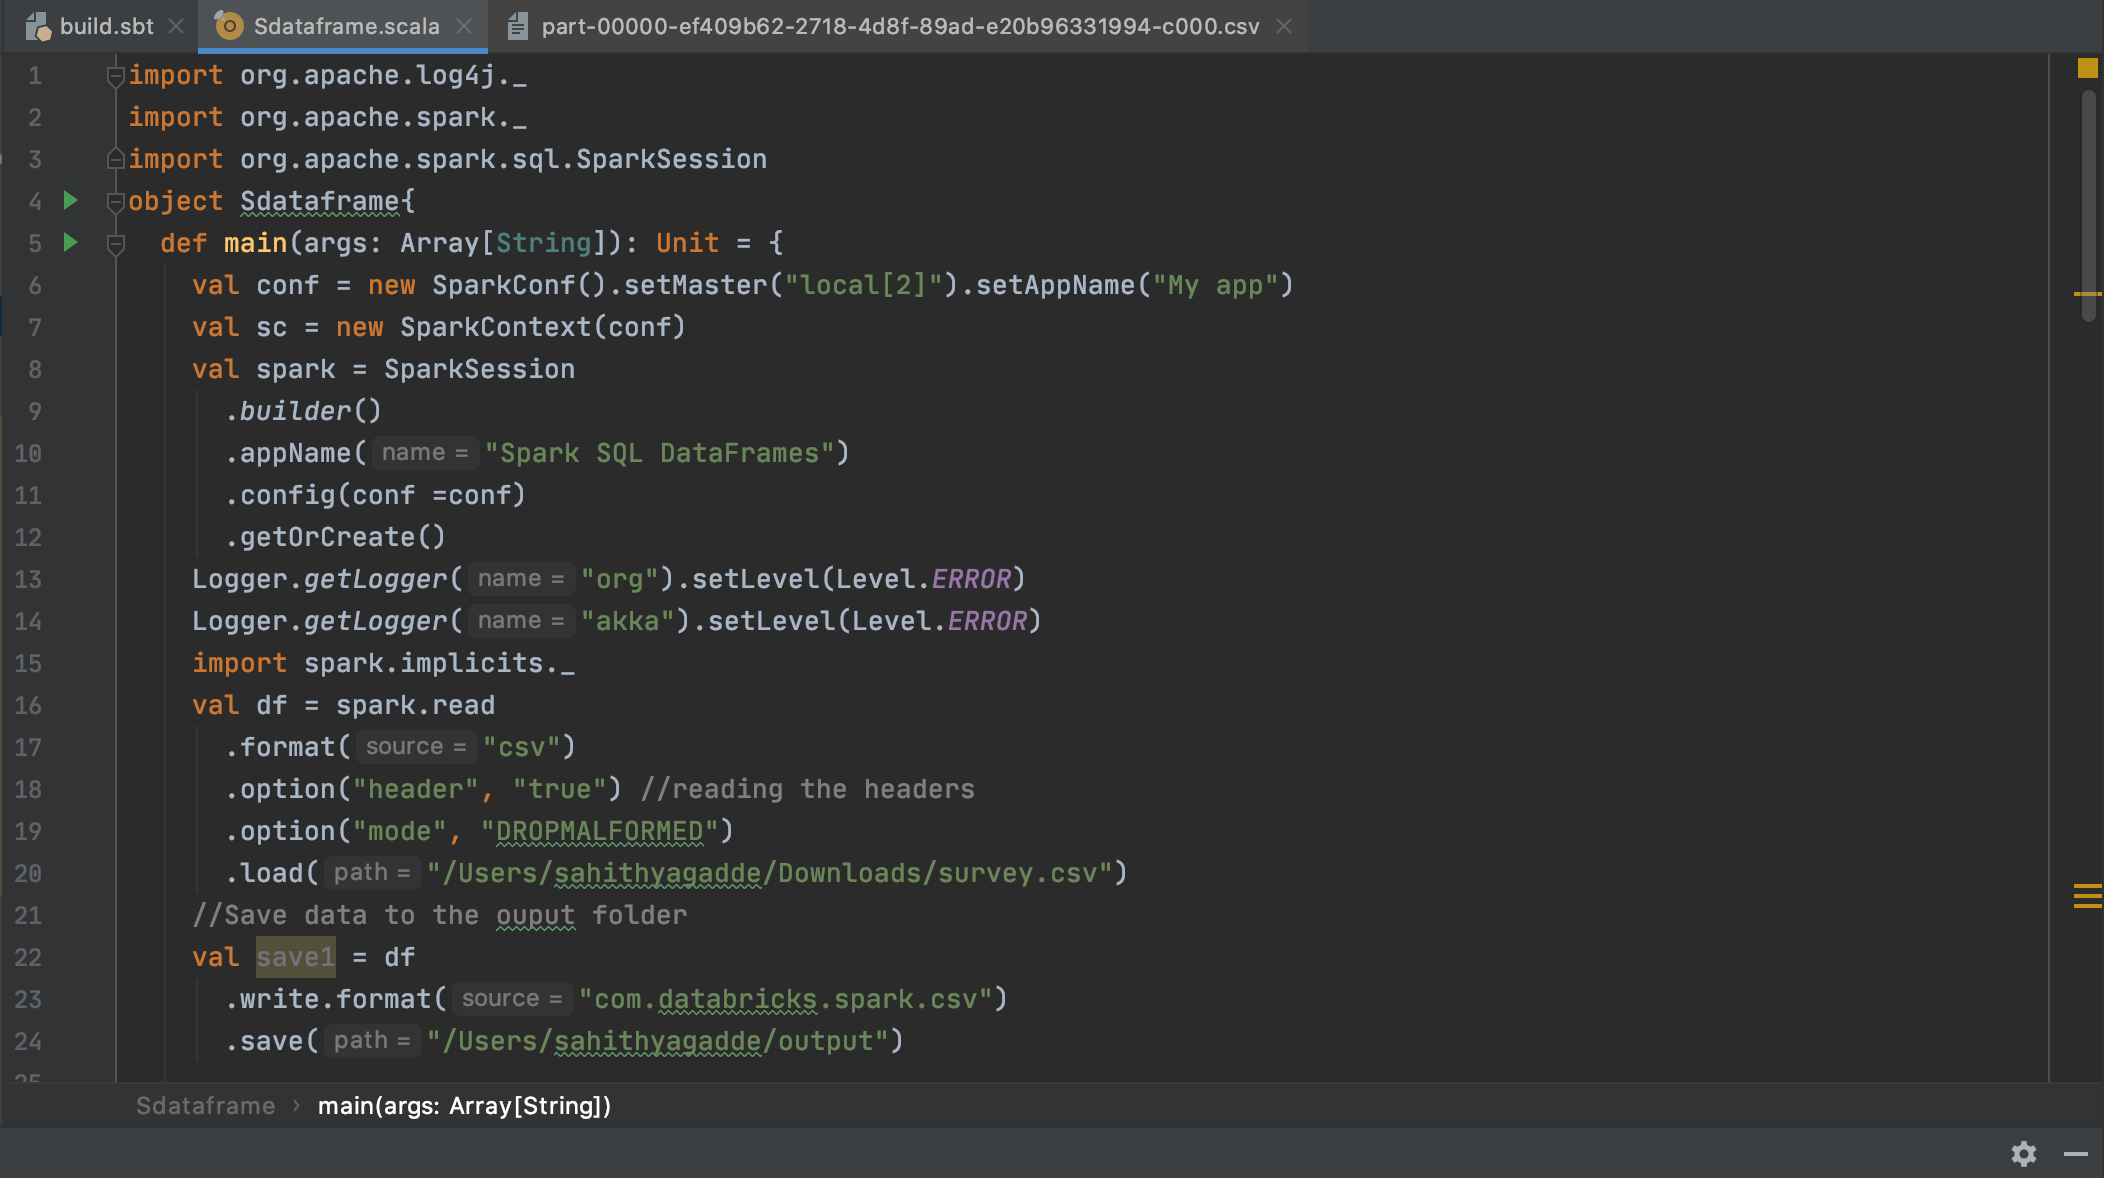 build.sbt
Sdataframe.scala
part-00000-ef409b62-2718-4d8f-89ad-e20b96331994-c000.csv
1 import org.apache.log4j._
2 import org.apache.spark._
3 import org.apache.spark.sql.SparkSession
4 object Sdataframe{
5 def main(args: Array[String]): Unit = {
6 val conf = new SparkConf().setMaster("local[2]").setAppName("My app")
7 val sc = new SparkContext(conf)
8 val spark = SparkSession
9 .builder()
10 .appName( name = "Spark SQL DataFrames")
11 .config(conf =conf)
12 .getOrCreate()
13 Logger.getLogger( name = "org").setLevel(Level.ERROR)
14 Logger.getLogger( name = "akka").setLevel(Level.ERROR)
15 import spark.implicits._
16 val df = spark.read
17 .format( source = "csv")
18 .option("header", "true") //reading the headers
19 .option("mode", "DROPMALFORMED")
20 .load( path = "/Users/sahithyagadde/Downloads/survey.csv")
21 //Save data to the ouput folder
22 val save1 = df
23 .write.format( source = "com.databricks.spark.csv")
24 .save( path = "/Users/sahithyagadde/output")
25
Sdataframe › main(args: Array[String])